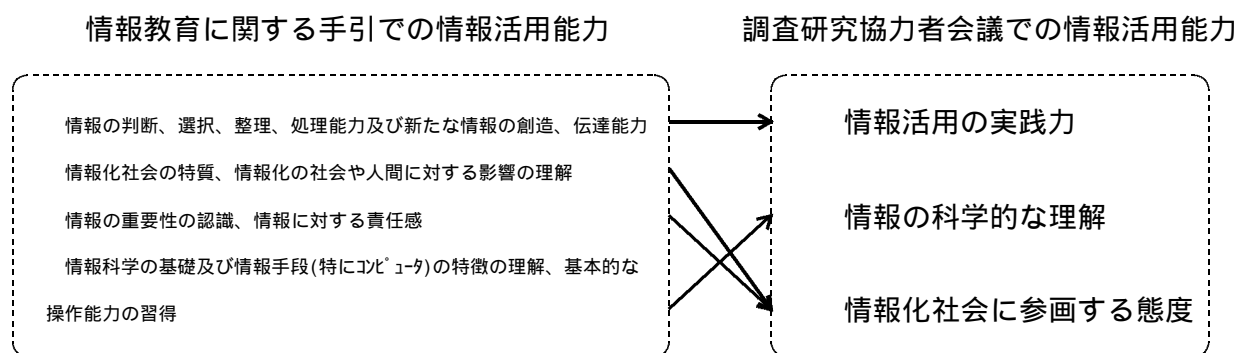 情報教育に関する手引での情報活用能力
調査研究協力者会議での情報活用能力
情報の判断、選択、整理、処理能力及び新たな情報の創造、伝達能力
情報化社会の特質、情報化の社会や人間に対する影響の理解
情報の重要性の認識、情報に対する責任感
情報科学の基礎及び情報手段(特にｺﾝﾋﾟｭｰﾀ)の特徴の理解、基本的な
操作能力の習得
情報活用の実践力
情報の科学的な理解
情報化社会に参画する態度